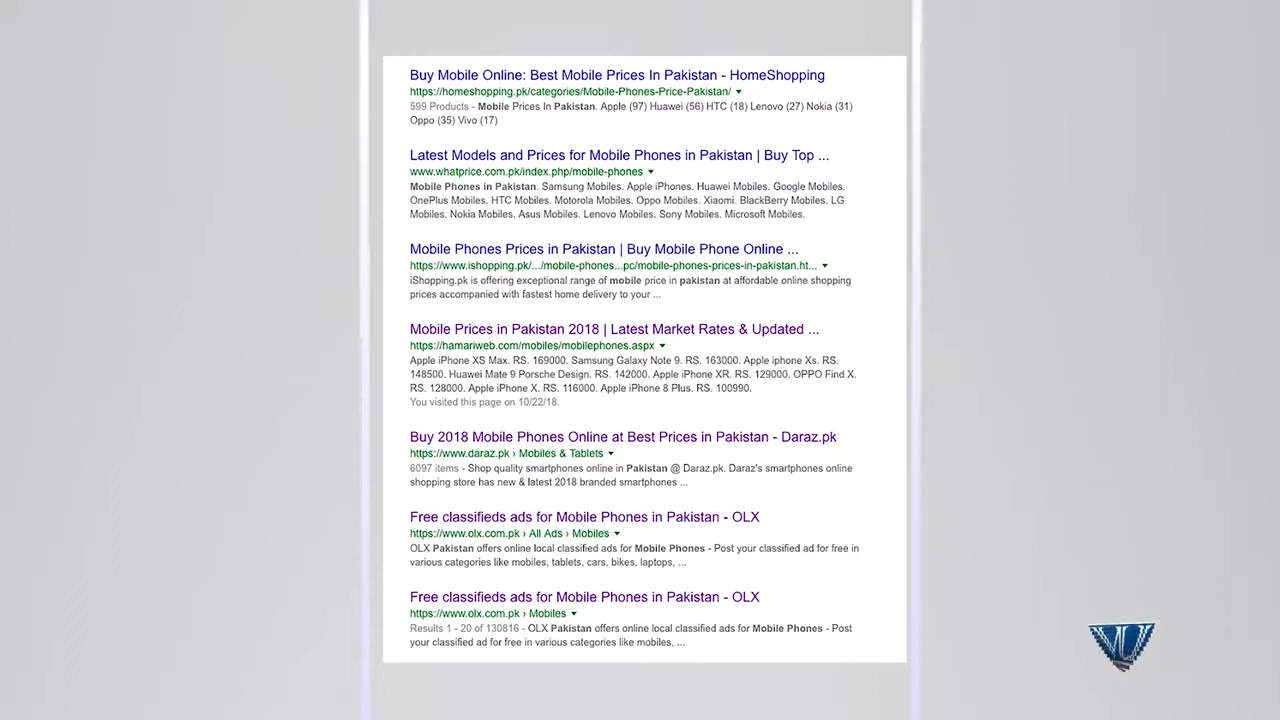 Buy Mobile Online: Best Mobile Prices In Pakistan - HomeShopping
https://homeshopping.pk/categories/Mobile-Phones-Price-Pakistan/
599 Products - Mobile Prices In Pakistan. Apple (97) Huawei (56) HTC (18) Lenovo (27) Nokia (31)
Oppo (35) Vivo (17)
Latest Models and Prices for Mobile Phones in Pakistan | Buy Top ...
www.whatprice.com.pk/index.php/mobile-phones
Mobile Phones in Pakistan. Samsung Mobiles. Apple iPhones. Huawei Mobiles. Google Mobiles.
OnePlus Mobiles. HTC Mobiles. Motorola Mobiles. Oppo Mobiles. Xiaomi. BlackBerry Mobiles. LG
Mobiles. Nokia Mobiles. Asus Mobiles. Lenovo Mobiles. Sony Mobiles. Microsoft Mobiles.
Mobile Phones Prices in Pakistan | Buy Mobile Phone Online ...
https://www.ishopping.pk/.../mobile-phones...pc/mobile-phones-prices-in-pakistan.ht...
iShopping.pk is offering exceptional range of mobile price in pakistan at affordable online shopping
prices accompanied with fastest home delivery to your ...
Mobile Prices in Pakistan 2018 | Latest Market Rates & Updated ...
https://hamariweb.com/mobiles/mobilephones.aspx
Apple iPhone XS Max. RS. 169000. Samsung Galaxy Note 9. RS. 163000. Apple iphone Xs. RS.
148500. Huawei Mate 9 Porsche Design. RS. 142000. Apple iPhone XR. RS. 129000. OPPO Find X.
RS. 128000. Apple iPhone X. RS. 116000. Apple iPhone 8 Plus. RS. 100990.
You visited this page on 10/22/18.
Buy 2018 Mobile Phones Online at Best Prices in Pakistan - Daraz.pk
https://www.daraz.pk › Mobiles & Tablets
6097 items - Shop quality smartphones online in Pakistan @ Daraz.pk. Daraz's smartphones online
shopping store has new & latest 2018 branded smartphones ...
Free classifieds ads for Mobile Phones in Pakistan - OLX
https://www.olx.com.pk › All Ads › Mobiles
OLX Pakistan offers online local classified ads for Mobile Phones - Post your classified ad for free in
various categories like mobiles, tablets, cars, bikes, laptops, ...
Free classifieds ads for Mobile Phones in Pakistan - OLX
https://www.olx.com.pk › Mobiles
Results 1 - 20 of 130816 - OLX Pakistan offers online local classified ads for Mobile Phones - Post
your classified ad for free in various categories like mobiles, ...